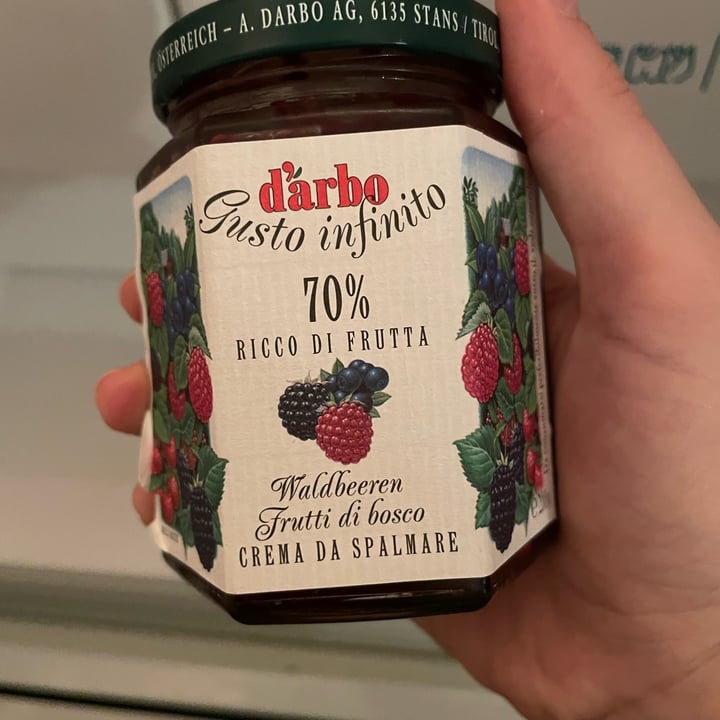 ÖSTERREICH – A. DARBO AG, 6135 STANS / TIROL
d'arbo
Gusto infinito
70%
RICCO DI FRUTTA
Waldbeeren
Frutti di bosco
CREMA DA SPALMARE